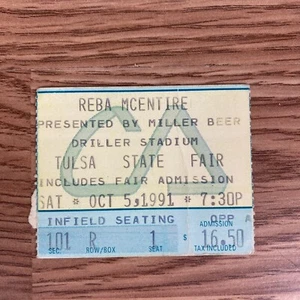 REBA MCENTIRE
PRESENTED BY MILLER BEER
DRILLER STADIUM
TULSA STATE FAIR
INCLUDES FAIR ADMISSION
SAT * OCT 5,1991 * 7:30P
INFIELD SEATING
ADMISSION
101 R 1 $ 16.50
SEC. ROW/BOX SEAT TAX INCLUDED